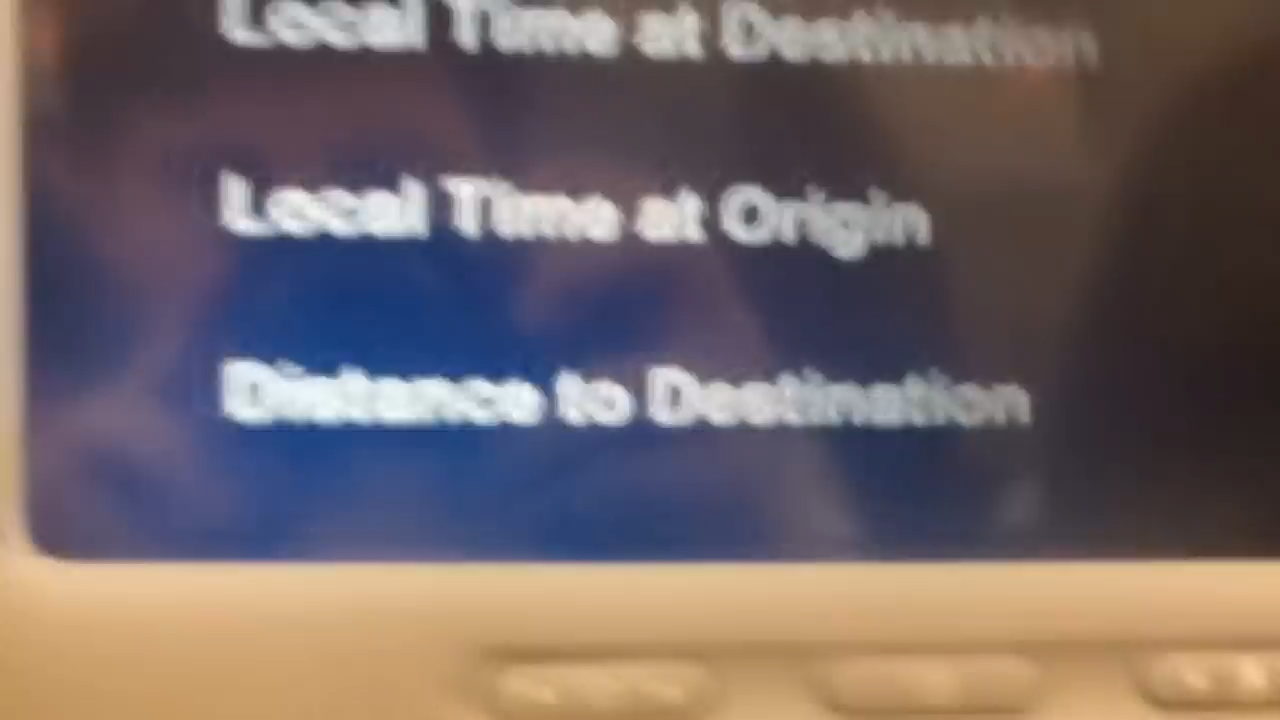 Local Time at Destination
Local Time at Origin
Distance to Destination